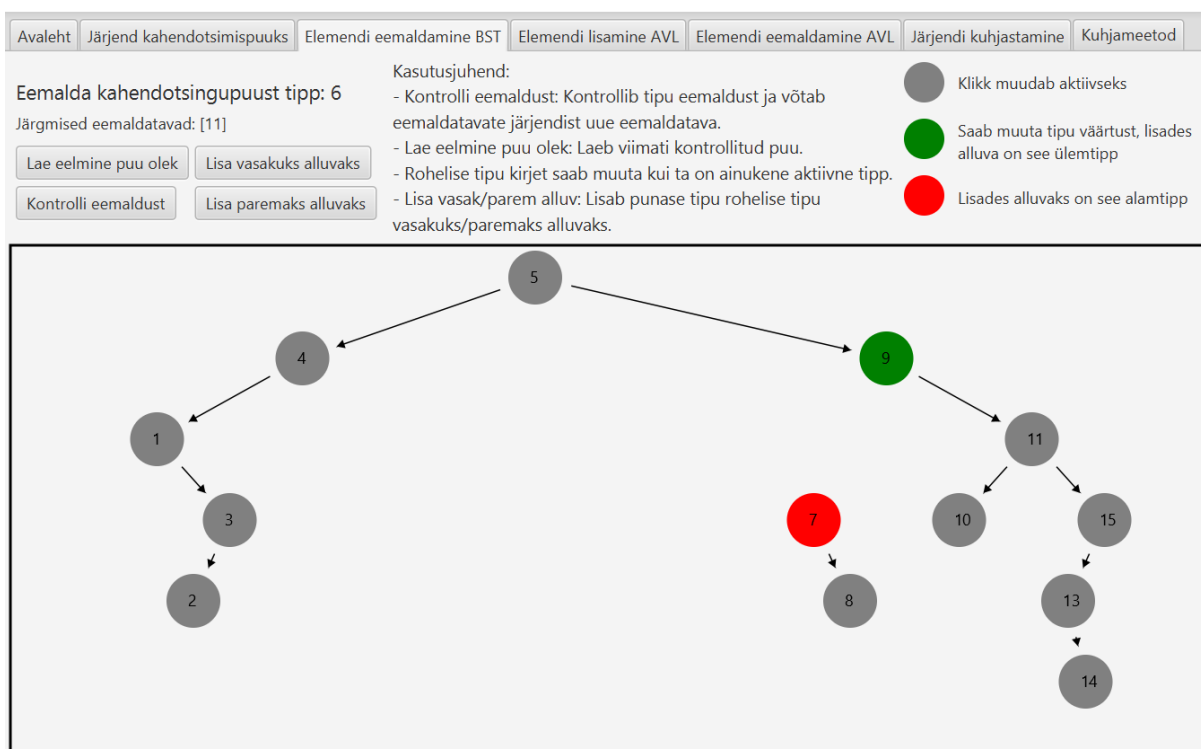 Avaleht Järjend kahendotsimispuuks Elemendi eemaldamine BST Elemendi lisamine AVL Elemendi eemaldamine AVL Järjendi kuhjastamine Kuhjameetod
Eemalda kahendotsingupuust tipp: 6
Järgmised eemaldatavad: [11]
Lae eelmine puu olek Lisa vasakuks alluvaks
Kontrolli eemaldust Lisa paremaks alluvaks
Kasutusjuhend:
- Kontrolli eemaldust: Kontrollib tipu eemaldust ja võtab
eemaldatavate järjendist uue eemaldatava.
- Lae eelmine puu olek: Laeb viimati kontrollitud puu.
- Rohelise tipu kirjet saab muuta kui ta on ainukene aktiivne tipp.
- Lisa vasak/parem alluv: Lisab punase tipu rohelise tipu
vasakuks/paremaks alluvaks.
Klikk muudab aktiivseks
Saab muuta tipu väärtust, lisades
alluva on see ülemtipp
Lisades alluvaks on see alamtipp
5
4 9
1 11
3 7 10 15
2 8 13
14